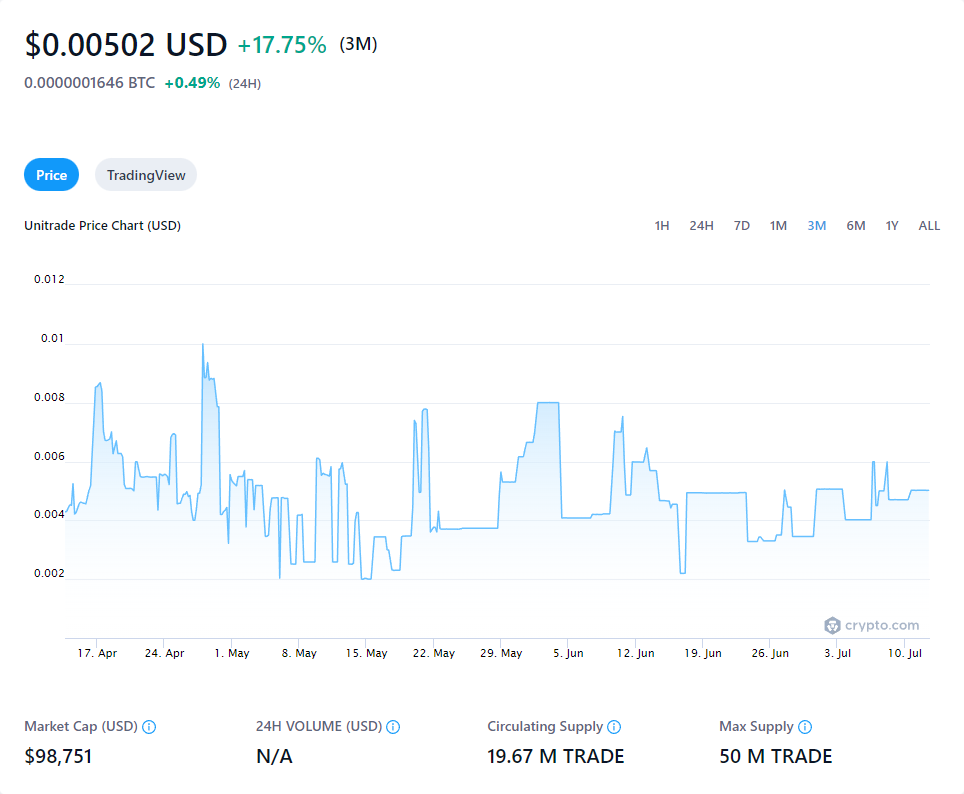 $0.00502 USD +17.75% (3M)
0.0000001646 BTC +0.49% (24H)
Price TradingView
Unitrade Price Chart (USD) 1H 24H 7D 1M 3M 6M 1Y ALL
0.012
0.01
0.008
0.006
0.004
0.002
crypto.com
17. Apr 24. Apr 1. May 8. May 15. May 22. May 29. May 5. Jun 12. Jun 19. Jun 26. Jun 3. Jul 10. Jul
Market Cap (USD) 24H VOLUME (USD) Circulating Supply Max Supply
$98,751 N/A 19.67 M TRADE 50 M TRADE